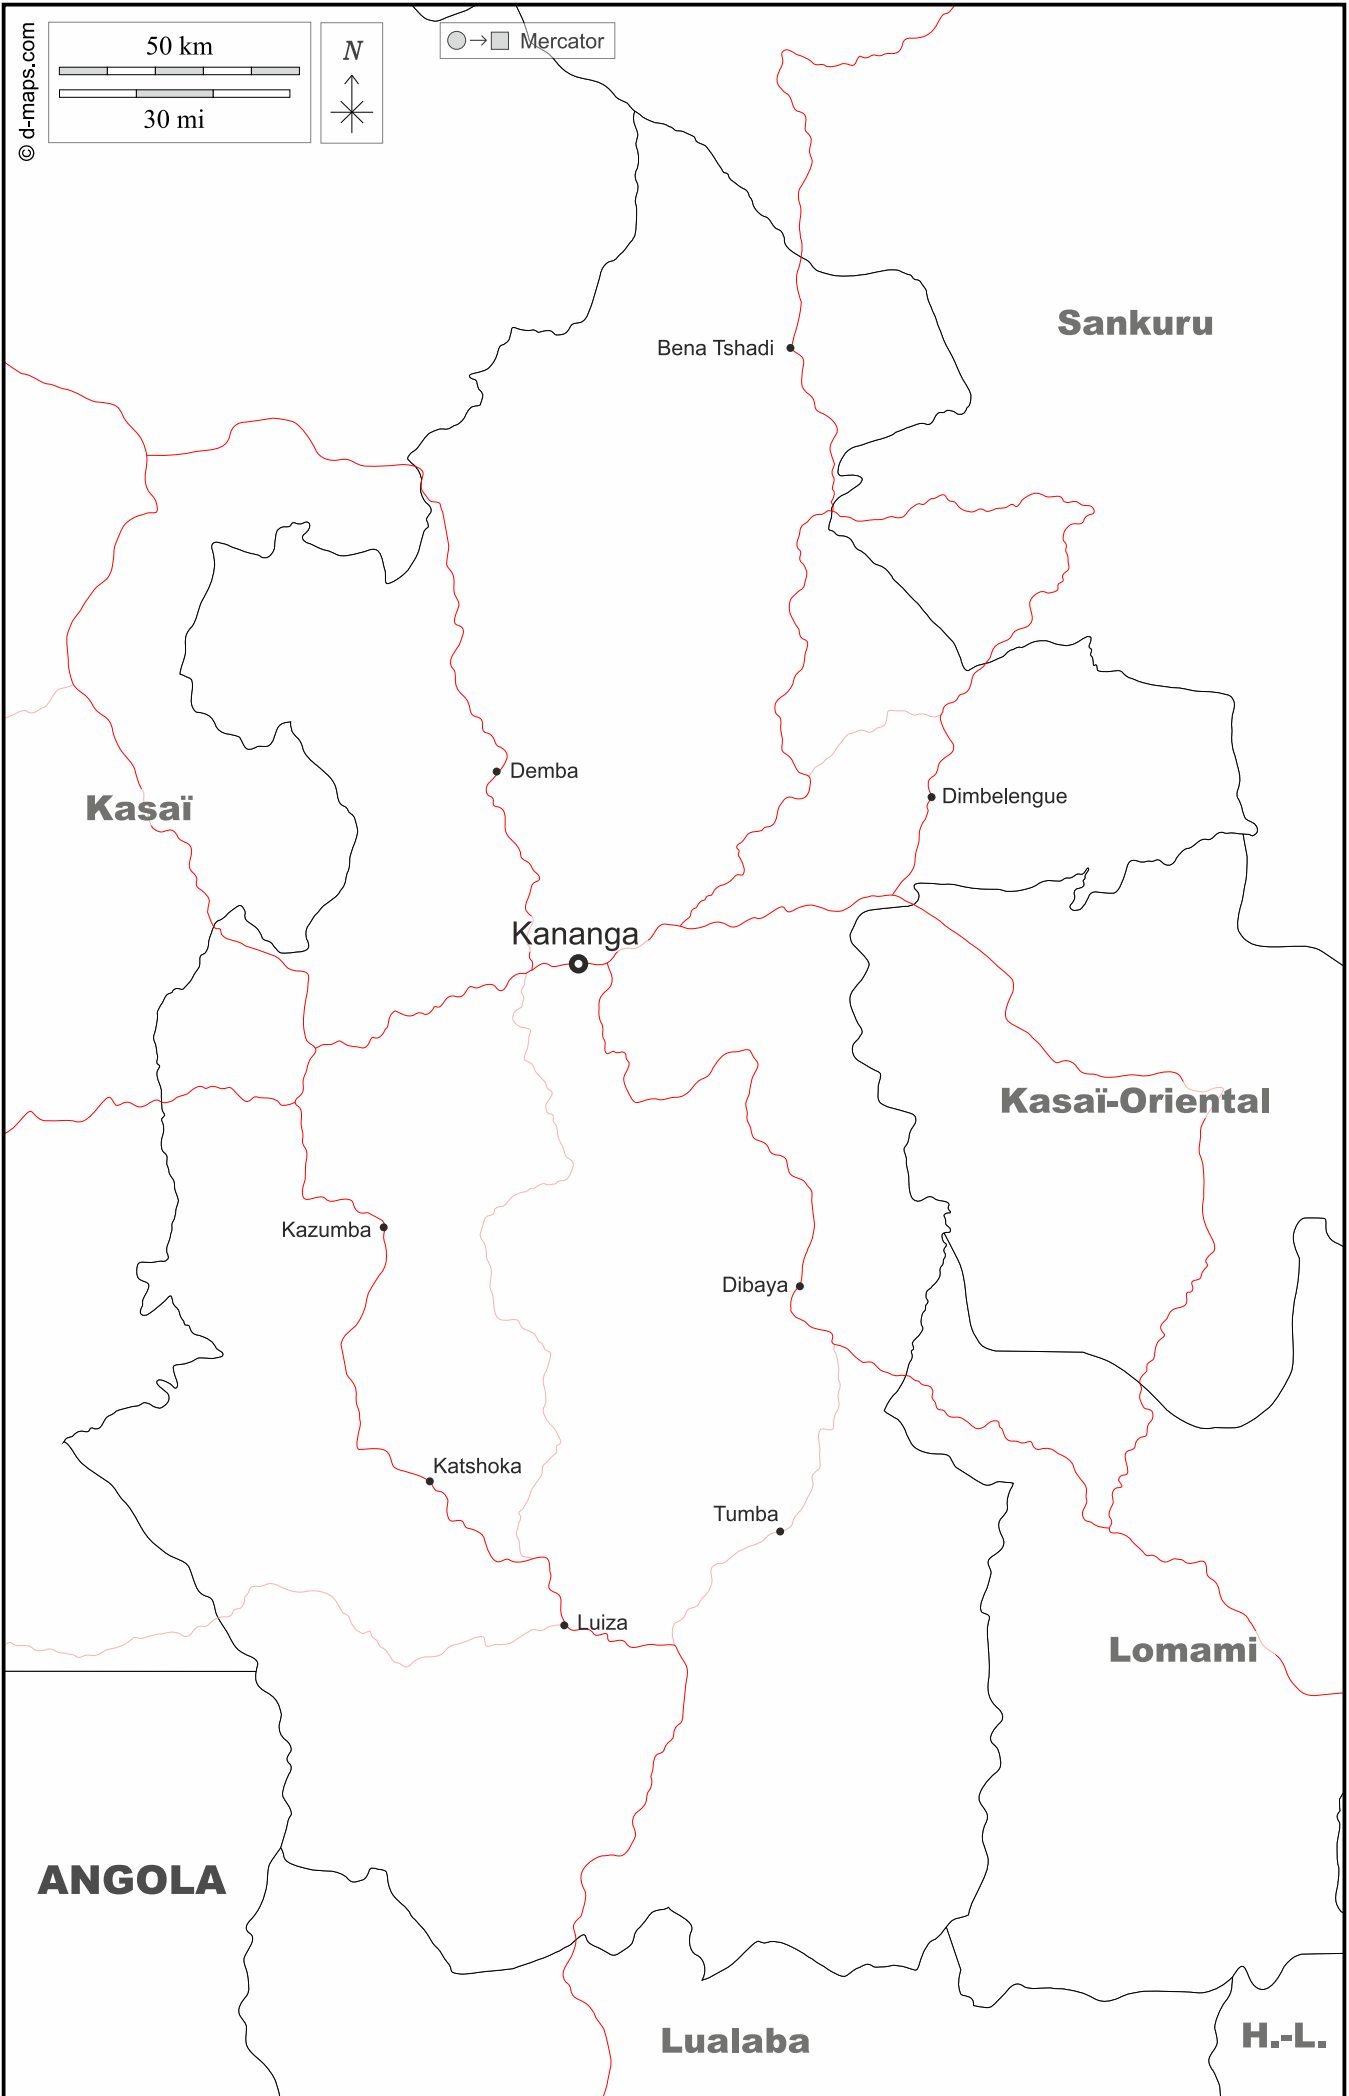 © d-maps.com
50 km
30 mi
N
Mercator
Sankuru
Bena Tshadi
Demba
Dimbelengue
Kasaï
Kananga
Kasaï-Oriental
Kazumba
Dibaya
Katshoka
Tumba
Luiza
Lomami
ANGOLA
Lualaba
H.-L.